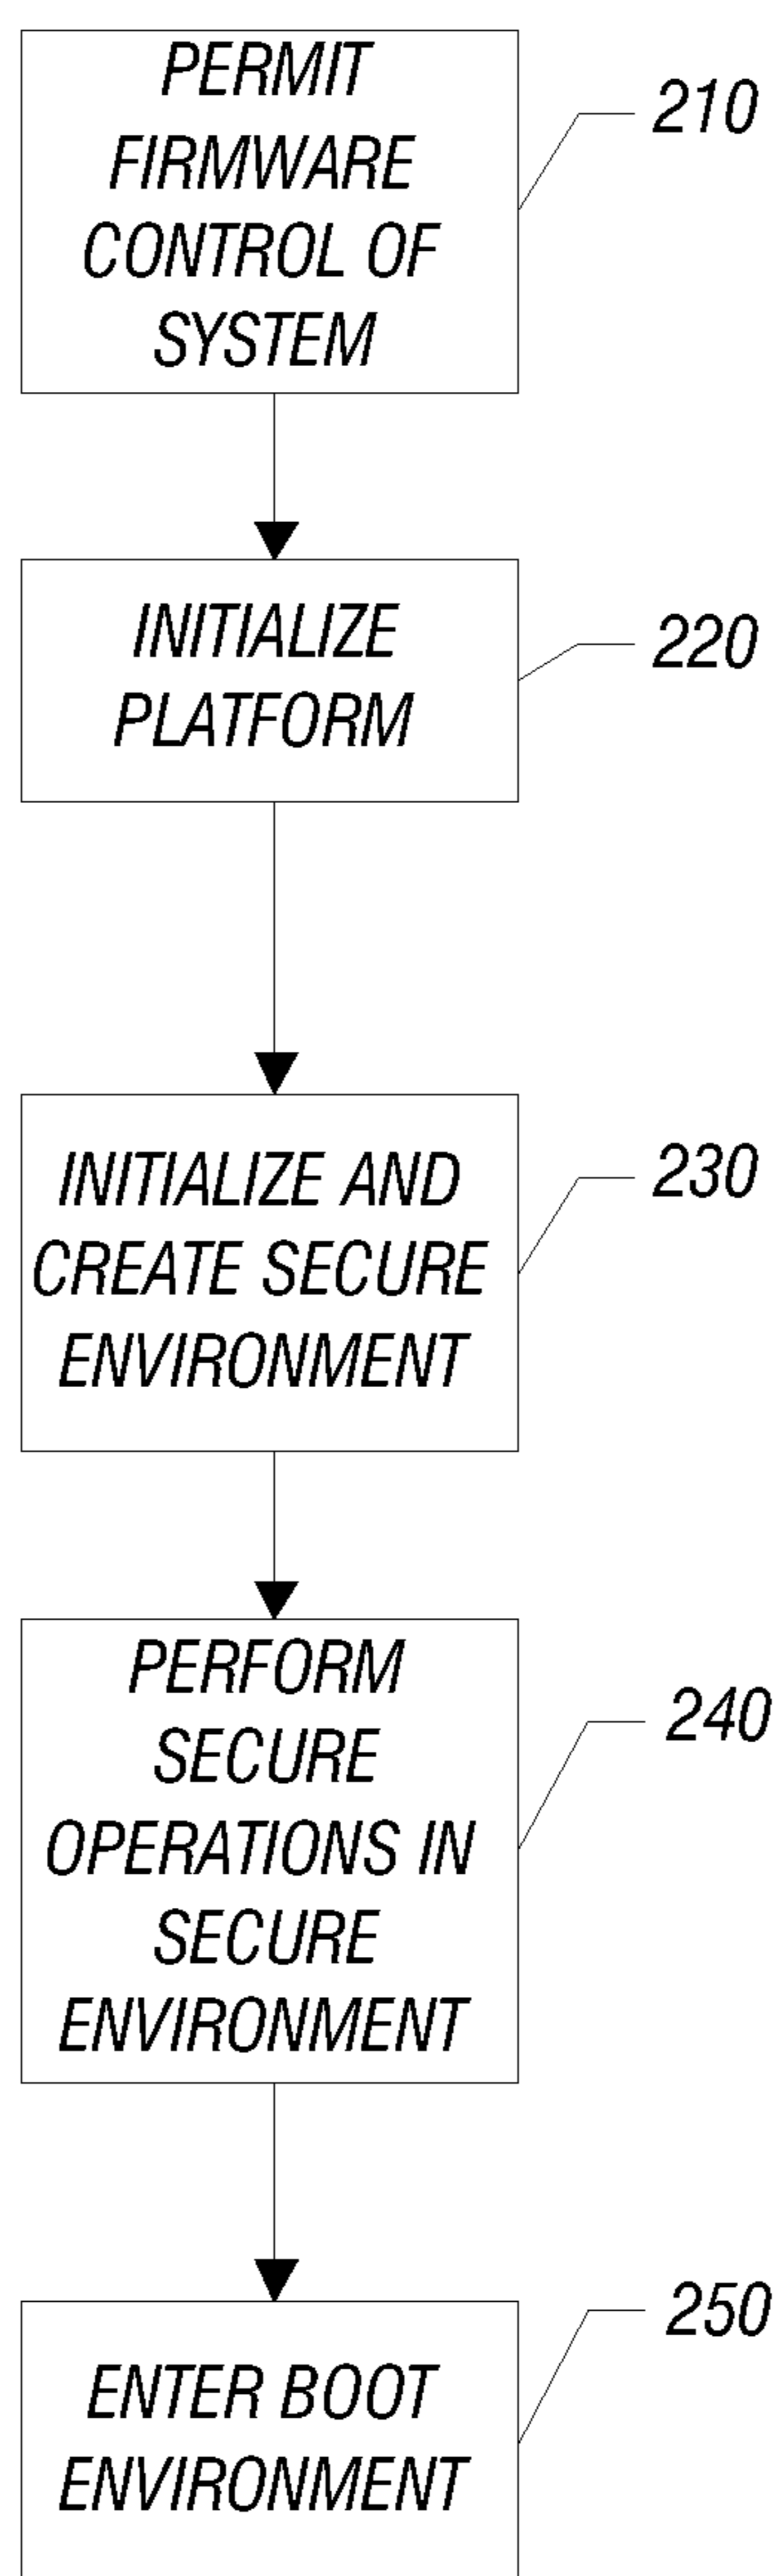 PERMIT
FIRMWARE
CONTROL OF
SYSTEM
210
INITIALIZE
PLATFORM
220
INITIALIZE AND
CREATE SECURE
ENVIRONMENT
230
PERFORM
SECURE
OPERATIONS IN
SECURE
ENVIRONMENT
240
ENTER BOOT
ENVIRONMENT
250